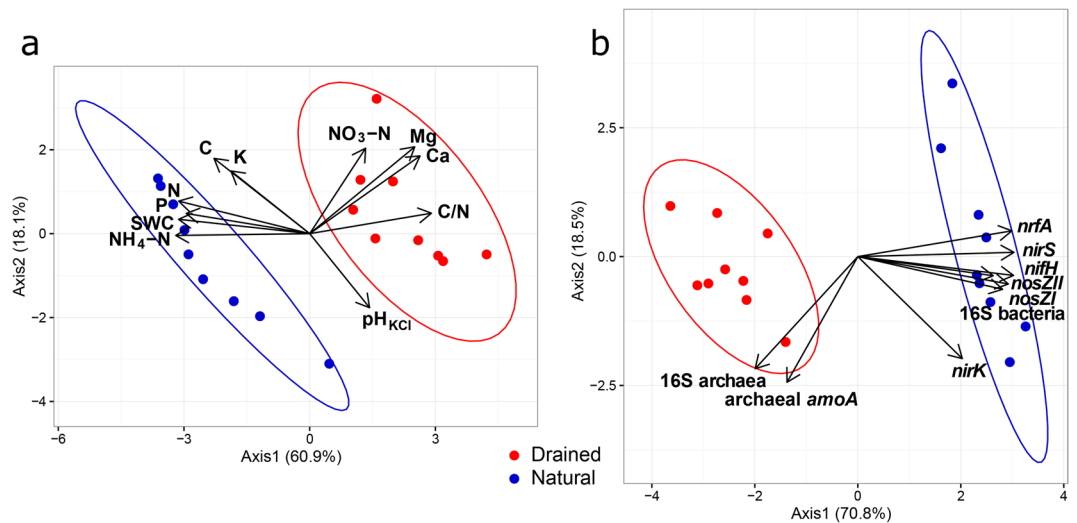 a
b
Axis2 (18.1%)
2
0
−2
−4
−6
−3
0
3
Axis1 (60.9%)
C
K
N
P
SWC
NH4−N
NO3−N
Mg
Ca
C/N
pHKCl
Drained
Natural
Axis2 (18.5%)
2.5
0.0
−2.5
−4
−2
0
2
4
Axis1 (70.8%)
nrfA
nirS
nifH
nosZII
nosZI
16S bacteria
nirK
16S archaea
archaeal amoA